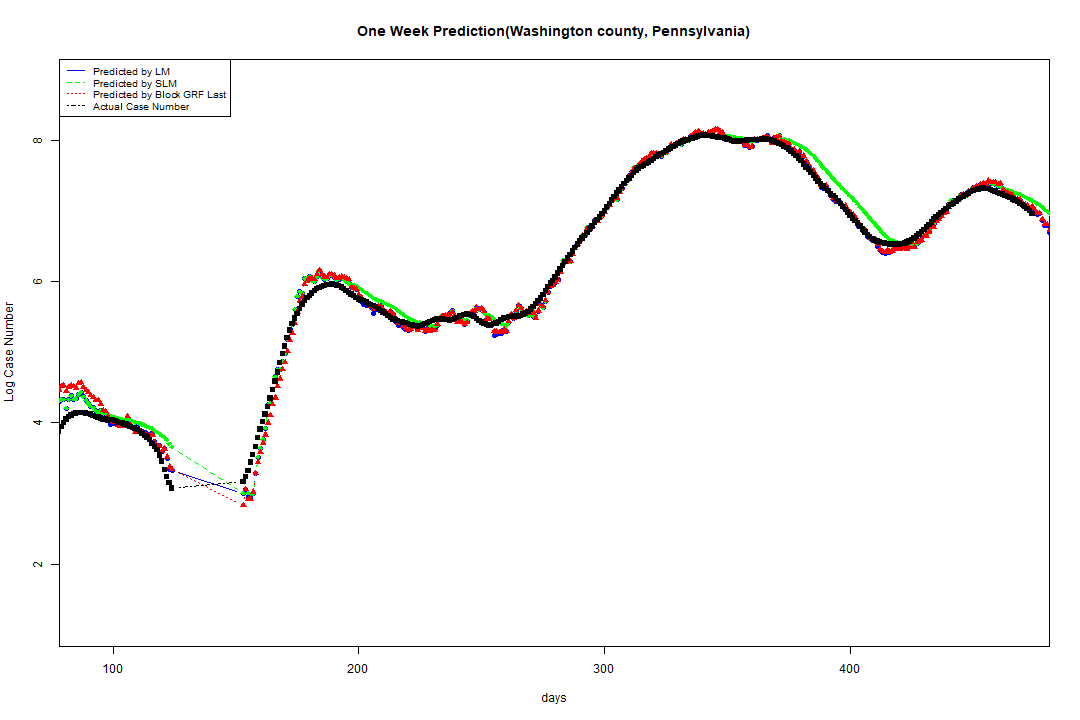 One Week Prediction(Washington county, Pennsylvania)
Predicted by LM
Predicted by SLM
Predicted by Block GRF Last
Actual Case Number
8
6
4
2
Log Case Number
100 200 300 400
days